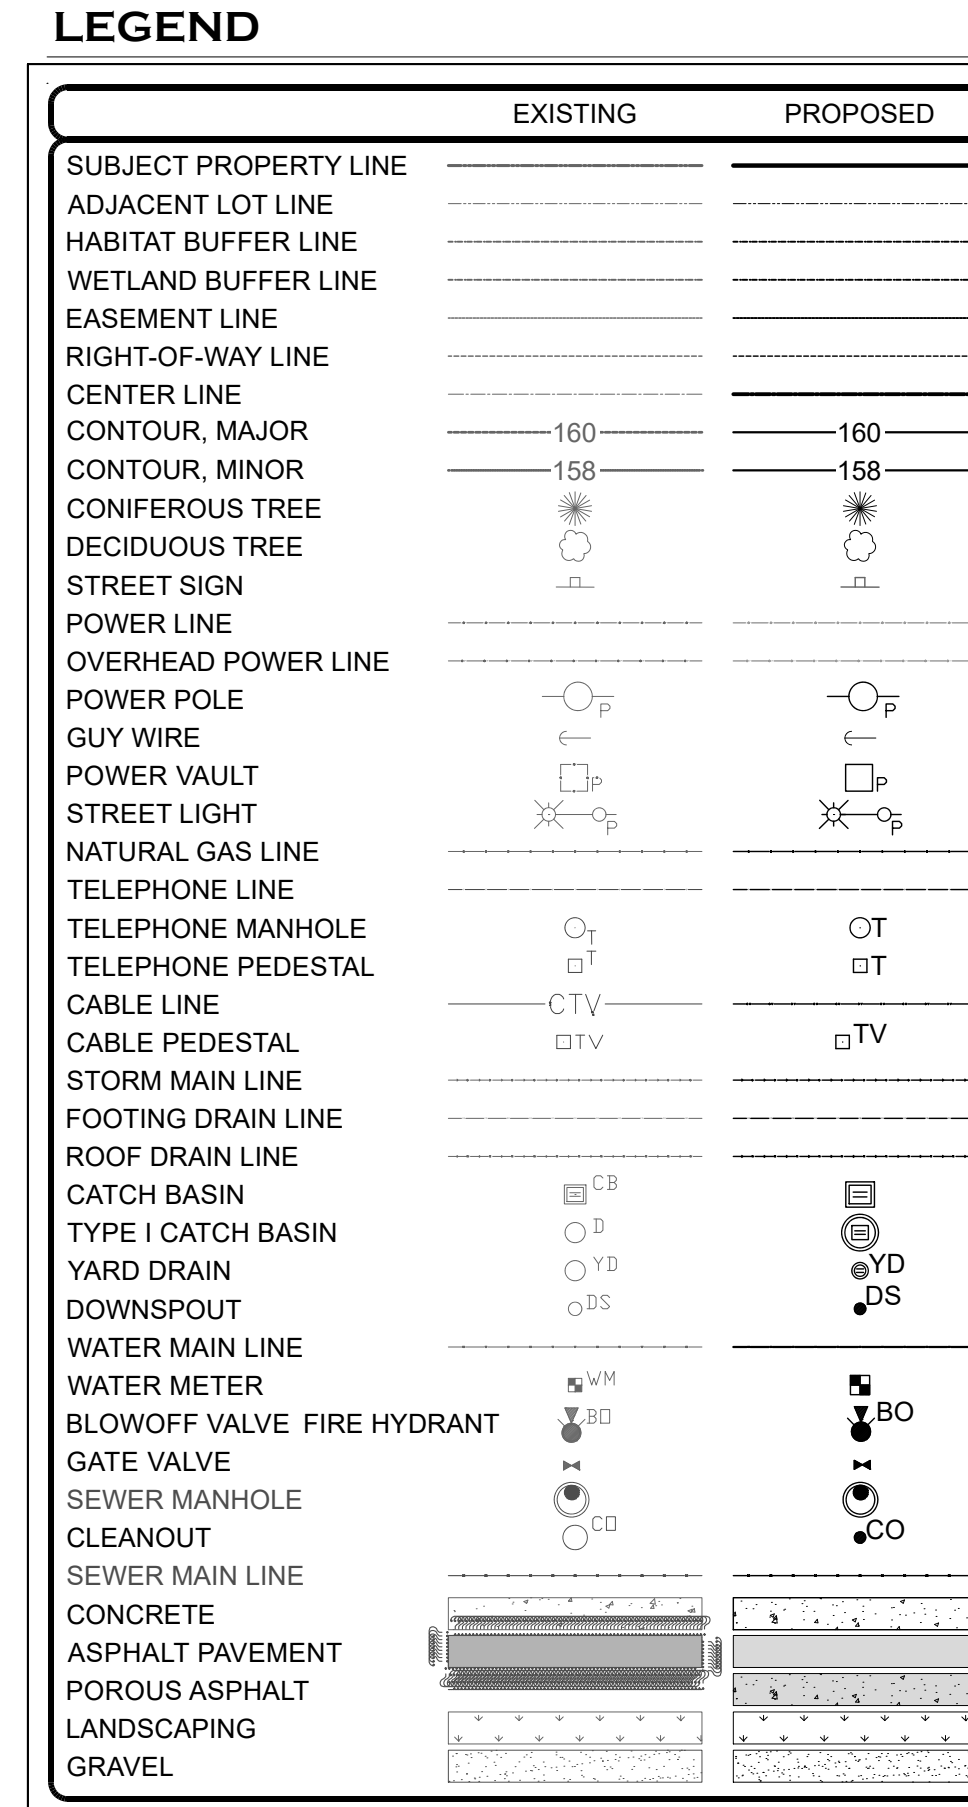 LEGEND
EXISTING PROPOSED
SUBJECT PROPERTY LINE
ADJACENT LOT LINE
HABITAT BUFFER LINE
WETLAND BUFFER LINE
EASEMENT LINE
RIGHT-OF-WAY LINE
CENTER LINE
CONTOUR, MAJOR 160 160
CONTOUR, MINOR 158 158
CONIFEROUS TREE
DECIDUOUS TREE
STREET SIGN
POWER LINE
OVERHEAD POWER LINE
POWER POLE P P
GUY WIRE
POWER VAULT P P
STREET LIGHT P P
NATURAL GAS LINE
TELEPHONE LINE
TELEPHONE MANHOLE T T
TELEPHONE PEDESTAL T T
CABLE LINE CTV
CABLE PEDESTAL TV TV
STORM MAIN LINE
FOOTING DRAIN LINE
ROOF DRAIN LINE
CATCH BASIN CB
TYPE I CATCH BASIN D
YARD DRAIN YD YD
DOWNSPOUT DS DS
WATER MAIN LINE
WATER METER WM
BLOWOFF VALVE FIRE HYDRANT BO BO
GATE VALVE
SEWER MANHOLE
CLEANOUT CO CO
SEWER MAIN LINE
CONCRETE
ASPHALT PAVEMENT
POROUS ASPHALT
LANDSCAPING
GRAVEL